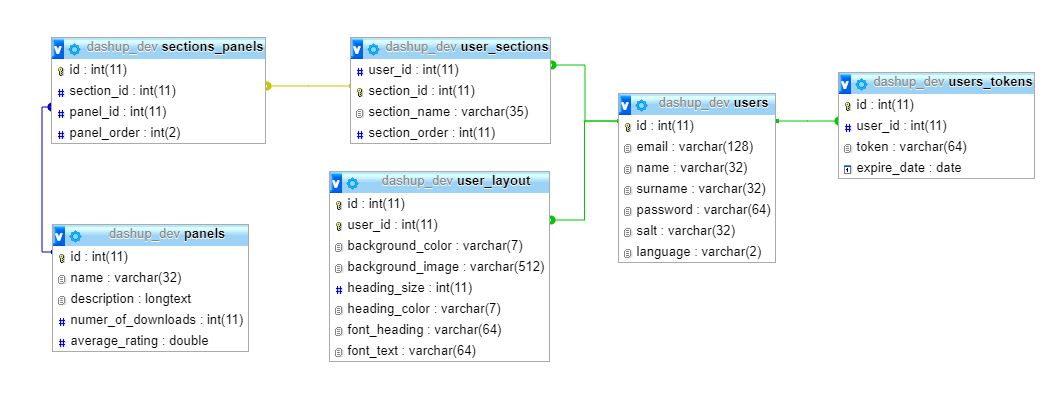 dashup_dev sections_panels
id : int(11)
section_id : int(11)
panel_id : int(11)
panel_order : int(2)
dashup_dev user_sections
user_id : int(11)
section_id : int(11)
section_name : varchar(35)
section_order : int(11)
dashup_dev users
id : int(11)
email : varchar(128)
name : varchar(32)
surname : varchar(32)
password : varchar(64)
salt : varchar(32)
language : varchar(2)
dashup_dev users_tokens
id : int(11)
user_id : int(11)
token : varchar(64)
expire_date : date
dashup_dev user_layout
id : int(11)
user_id : int(11)
background_color : varchar(7)
background_image : varchar(512)
heading_size : int(11)
heading_color : varchar(7)
font_heading : varchar(64)
font_text : varchar(64)
dashup_dev panels
id : int(11)
name : varchar(32)
description : longtext
numer_of_downloads : int(11)
average_rating : double